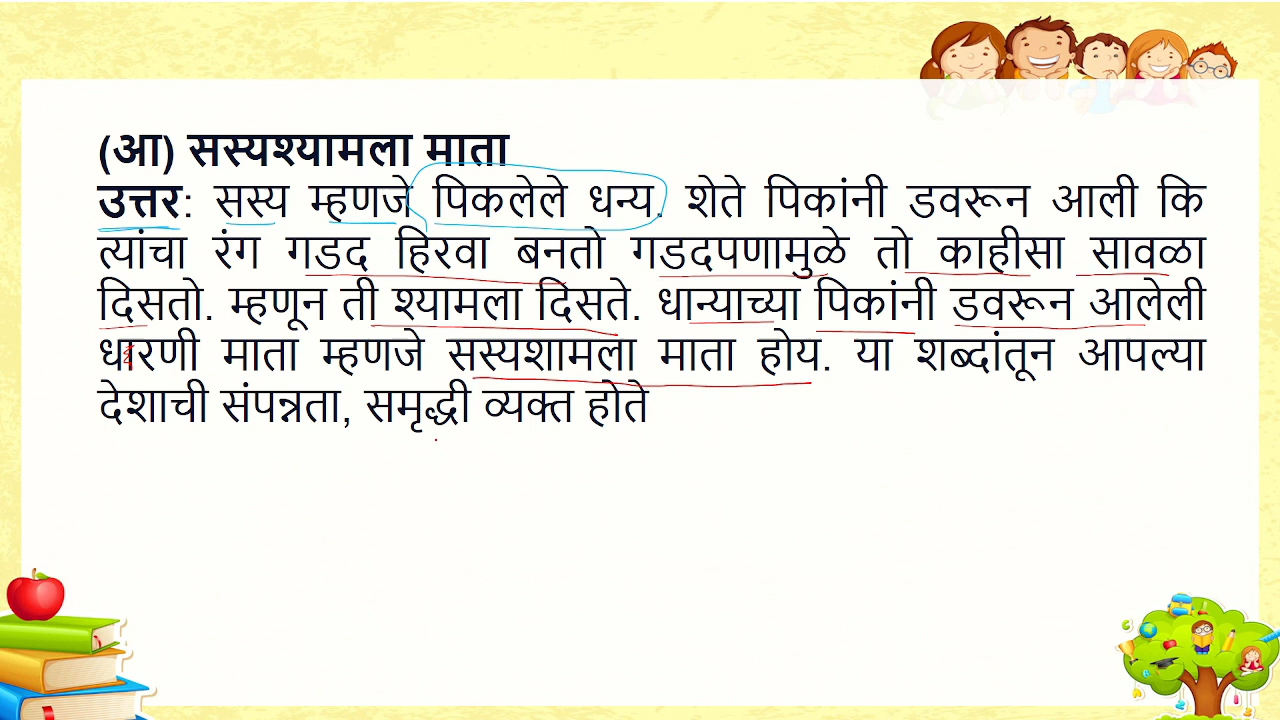 (आ) सस्यश्यामला माता
उत्तर: सस्य म्हणजे पिकलेले धन्य. शेते पिकांनी डवरून आली कि
त्यांचा रंग गडद हिरवा बनतो गडदपणामुळे तो काहीसा सावळा
दिसतो. म्हणून ती श्यामला दिसते. धान्याच्या पिकांनी डवरून आलेली
धारणी माता म्हणजे सस्यशामला माता होय. या शब्दांतून आपल्या
देशाची संपन्नता, समृद्धी व्यक्त होते